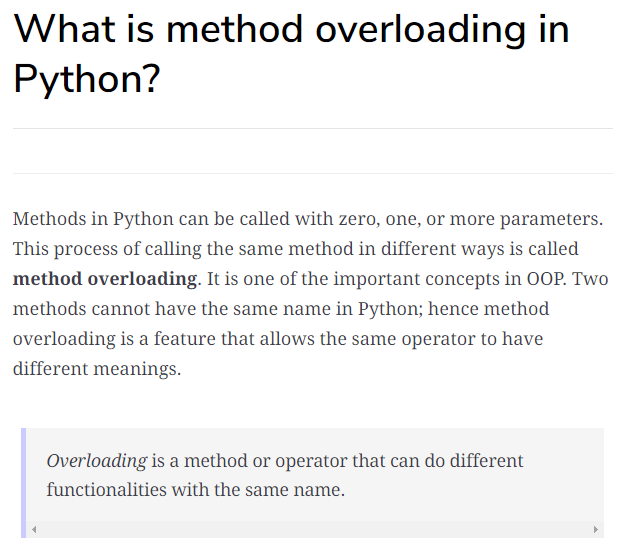 What is method overloading in
Python?
Methods in Python can be called with zero, one, or more parameters.
This process of calling the same method in different ways is called
method overloading. It is one of the important concepts in OOP. Two
methods cannot have the same name in Python; hence method
overloading is a feature that allows the same operator to have
different meanings.
Overloading is a method or operator that can do different
functionalities with the same name.